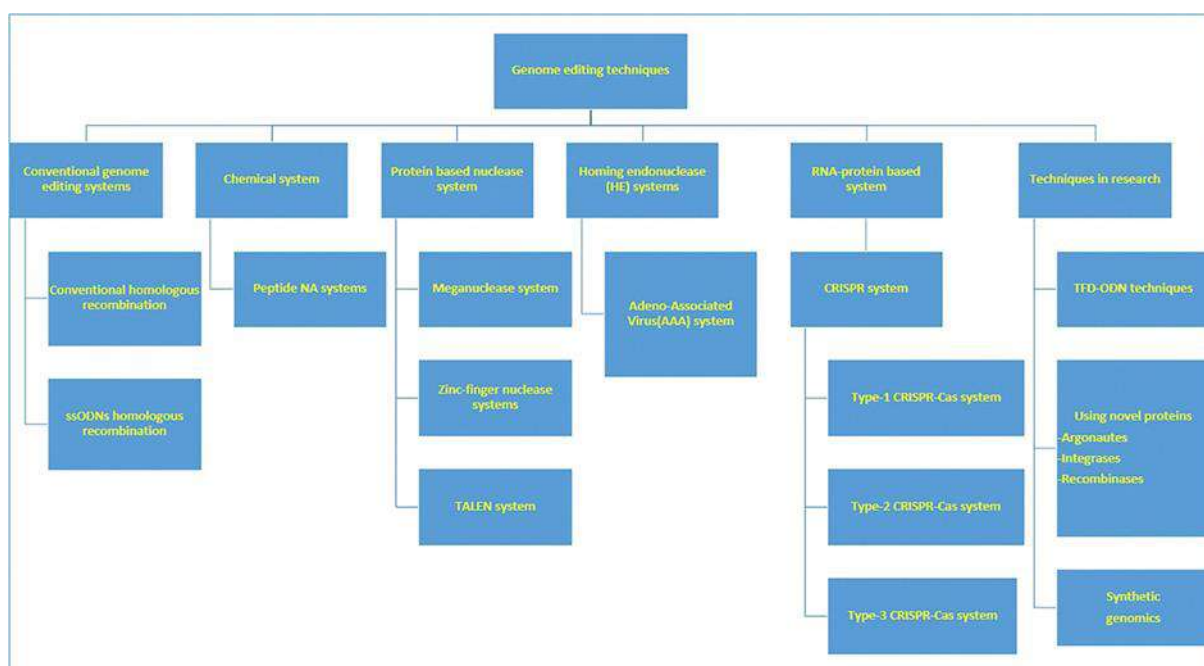 Genome editing techniques
Conventional genome
editing systems
Chemical system
Protein based nuclease
system
Homing endonuclease
(HE) systems
RNA-protein based
system
Techniques in research
Conventional homologous
recombination
Peptide NA systems
Meganuclease system
Adeno-Associated
Virus(AAA) system
CRISPR system
TFD-ODN techniques
ssODNs homologous
recombination
Zinc-finger nuclease
systems
Type-1 CRISPR-Cas system
Using novel proteins
-Argonautes
-Integrases
-Recombinases
TALEN system
Type-2 CRISPR-Cas system
Type-3 CRISPR-Cas system
Synthetic
genomics